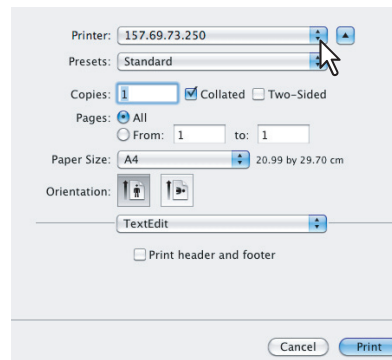 Printer: 157.69.73.250
Presets: Standard
Copies: 1 Collated Two-Sided
Pages: All
From: 1 to: 1
Paper Size: A4 20.99 by 29.70 cm
Orientation:
TextEdit
Print header and footer
Cancel Print